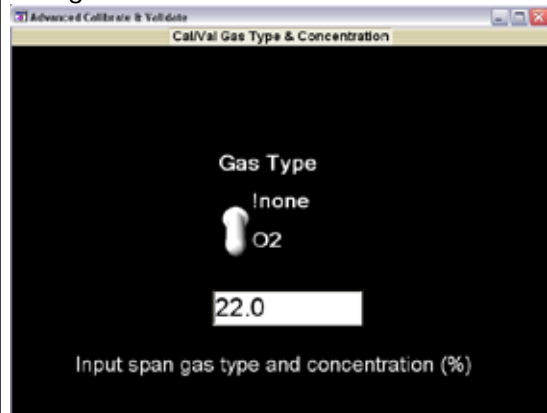 Advanced Calibrate & Validate
Cal/Val Gas Type & Concentration
Gas Type
!none
O2
22.0
Input span gas type and concentration (%)